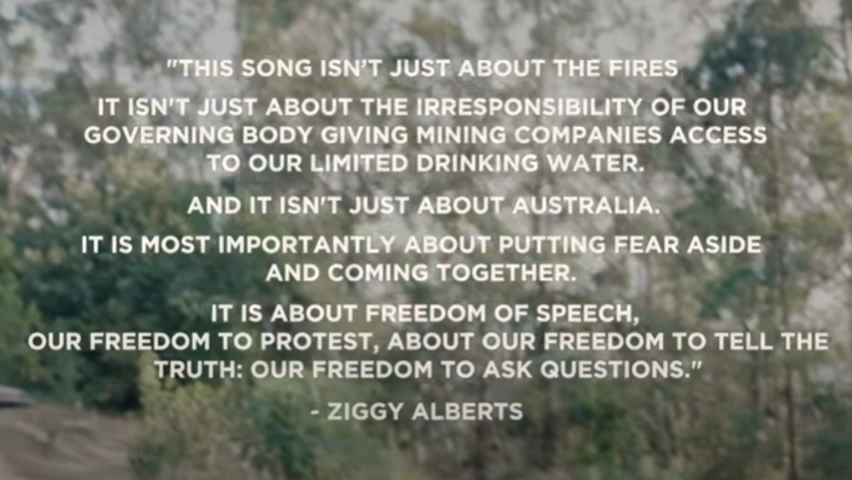 "THIS SONG ISN'T JUST ABOUT THE FIRES
IT ISN'T JUST ABOUT THE IRRESPONSIBILITY OF OUR
GOVERNING BODY GIVING MINING COMPANIES ACCESS
TO OUR LIMITED DRINKING WATER.
AND IT ISN'T JUST ABOUT AUSTRALIA.
IT IS MOST IMPORTANTLY ABOUT PUTTING FEAR ASIDE
AND COMING TOGETHER.
IT IS ABOUT FREEDOM OF SPEECH,
OUR FREEDOM TO PROTEST, ABOUT OUR FREEDOM TO TELL THE
TRUTH: OUR FREEDOM TO ASK QUESTIONS."
- ZIGGY ALBERTS